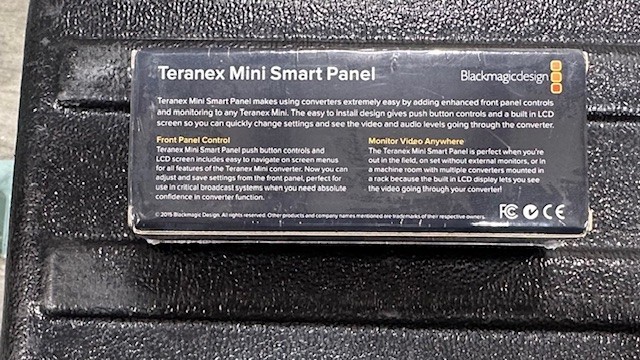 Teranex Mini Smart Panel
Blackmagicdesign
Teranex Mini Smart Panel makes using converters extremely easy by adding enhanced front panel controls
and monitoring to any Teranex Mini. The easy to install design gives push button controls and a built in LCD
screen so you can quickly change settings and see the video and audio levels going through the converter.
Front Panel Control
Teranex Mini Smart Panel push button controls and
LCD screen includes easy to navigate on screen menus
for all features of the Teranex Mini converter. Now you can
adjust and save settings from the front panel, perfect for
use in critical broadcast systems when you need absolute
confidence in converter function.
Monitor Video Anywhere
The Teranex Mini Smart Panel is perfect when you're
out in the field, on set without external monitors, or in
a machine room with multiple converters mounted in
a rack because the built in LCD display lets you see
the video going through your converter!
© 2015 Blackmagic Design. All rights reserved. Other products and company names mentioned are trademarks of their respective owners.
FC CE